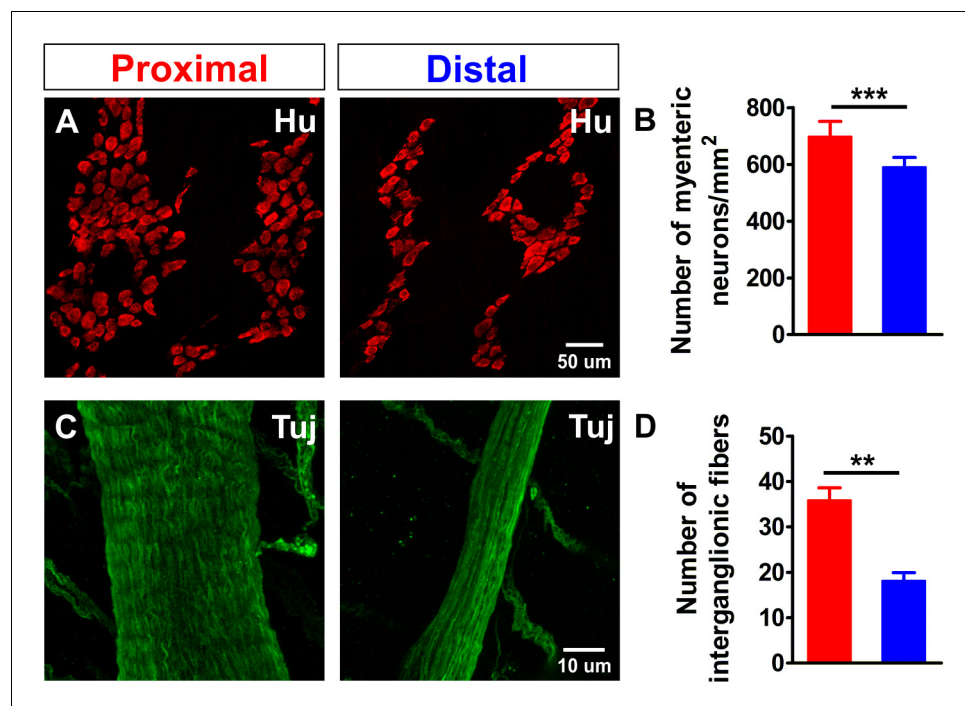 Proximal
Distal
A
Hu
Hu
50 um
B
Number of myenteric
neurons/mm²
800
600
400
200
0
***
C
Tuj
Tuj
10 um
D
Number of
interganglionic fibers
50
40
30
20
10
0
**